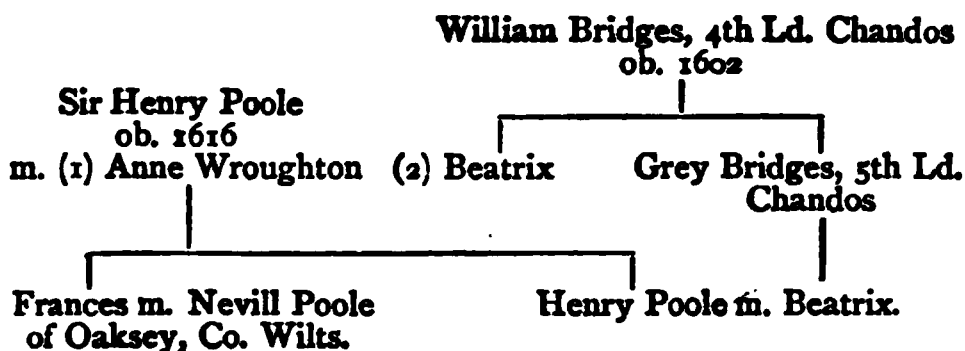 William Bridges, 4th Ld. Chandos
ob. 1602
Sir Henry Poole
ob. 1616
m. (1) Anne Wroughton (2) Beatrix Grey Bridges, 5th Ld.
Chandos
Frances m. Nevill Poole Henry Poole m. Beatrix.
of Oaksey, Co. Wilts.